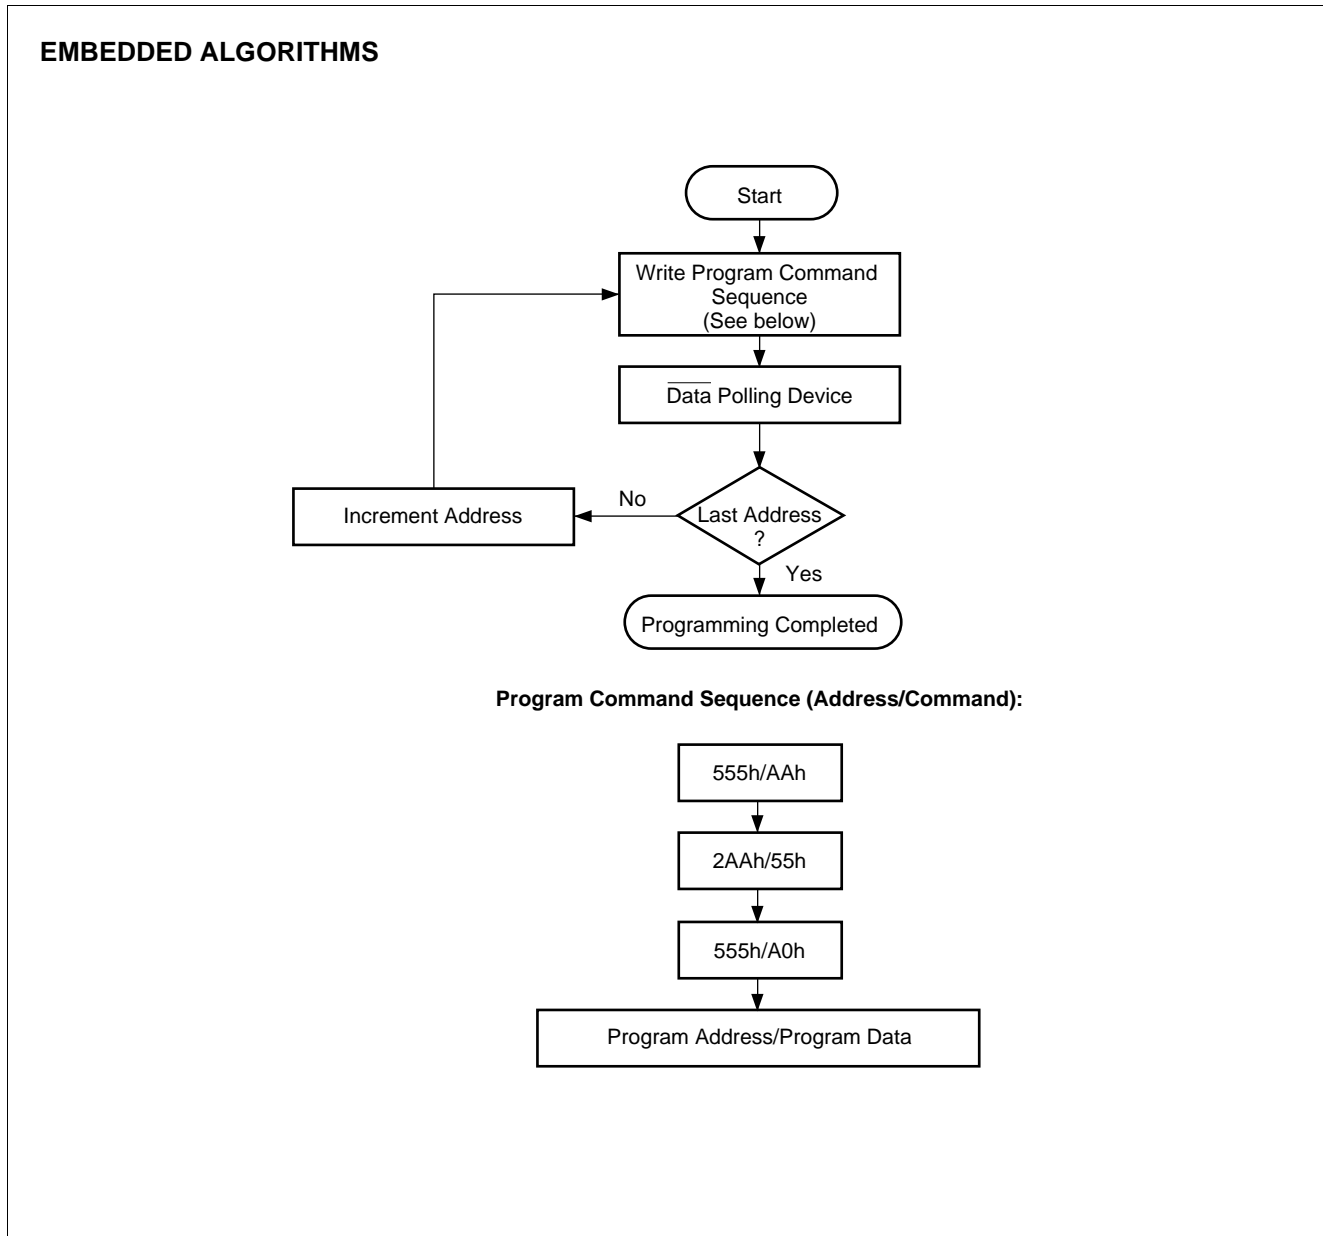 EMBEDDED ALGORITHMS
Start
Write Program Command
Sequence
(See below)
Data Polling Device
No
Increment Address
Last Address
?
Yes
Programming Completed
Program Command Sequence (Address/Command):
555h/AAh
2AAh/55h
555h/A0h
Program Address/Program Data